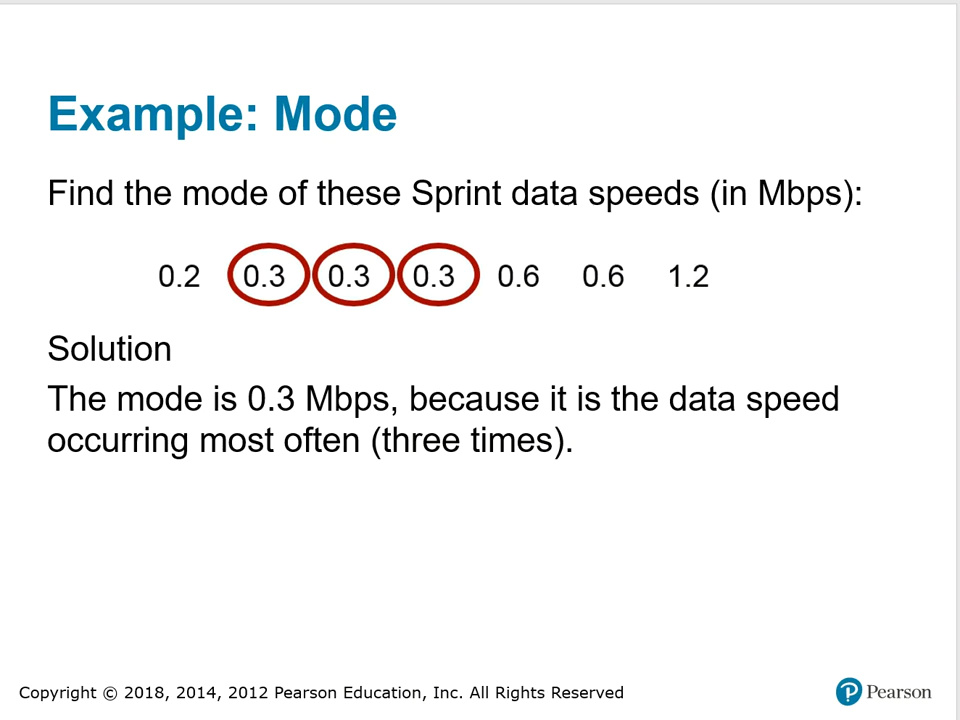 Example: Mode
Find the mode of these Sprint data speeds (in Mbps):
0.2 0.3 0.3 0.3 0.6 0.6 1.2
Solution
The mode is 0.3 Mbps, because it is the data speed
occurring most often (three times).
Copyright © 2018, 2014, 2012 Pearson Education, Inc. All Rights Reserved
P Pearson